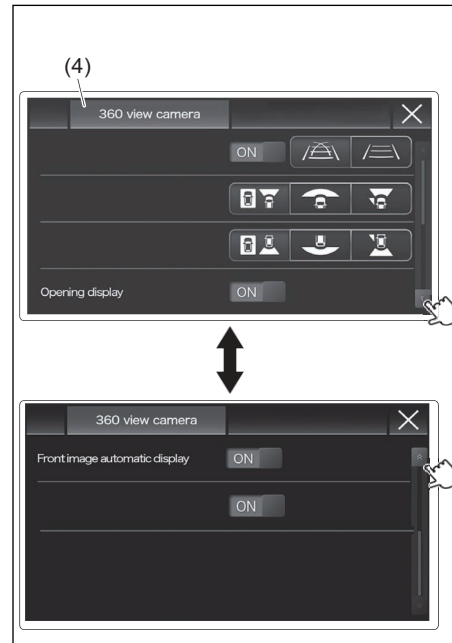 (4)
360 view camera
ON
Opening display
ON
360 view camera
Front image automatic display
ON
ON